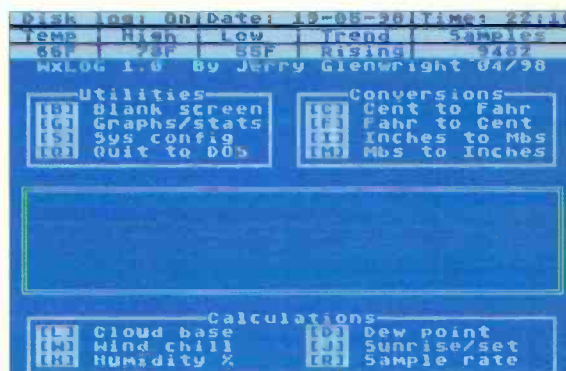 Disk log: On|Date: 19-05-98|Time: 22:10
Temp | High | Low | Trend | Samples
66F | 78F | 55F | Rising | 9482
WXLOG 1.0 By Jerry Glenwright 04/98
Utilities
[B] Blank screen
[G] Graphs/stats
[S] Sys config
[Q] Quit to DOS
Conversions
[C] Cent to Fahr
[F] Fahr to Cent
Inches to Mbs
[M] Mbs to Inches
Calculations
[L] Cloud base
[W] Wind chill
[H] Humidity %
[D] Dew point
[J] Sunrise/set
[R] Sample rate